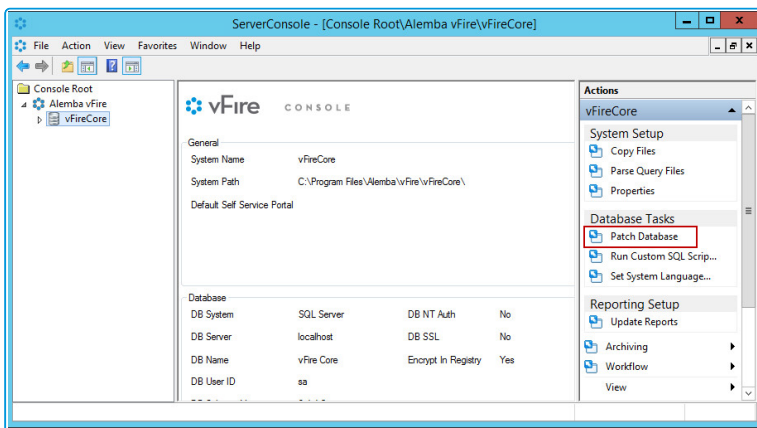 ServerConsole - [Console Root\Alemba vFire\vFireCore]
File Action View Favorites Window Help
Console Root
Alemba vFire
vFireCore
vFire CONSOLE
General
System Name vFireCore
System Path C:\Program Files\Alemba\vFire\vFireCore\
Default Self Service Portal
Database
DB System SQL Server DB NT Auth No
DB Server localhost DB SSL No
DB Name vFire Core Encrypt In Registry Yes
DB User ID sa
Actions
vFireCore
System Setup
Copy Files
Parse Query Files
Properties
Database Tasks
Patch Database
Run Custom SQL Scrip...
Set System Language...
Reporting Setup
Update Reports
Archiving
Workflow
View